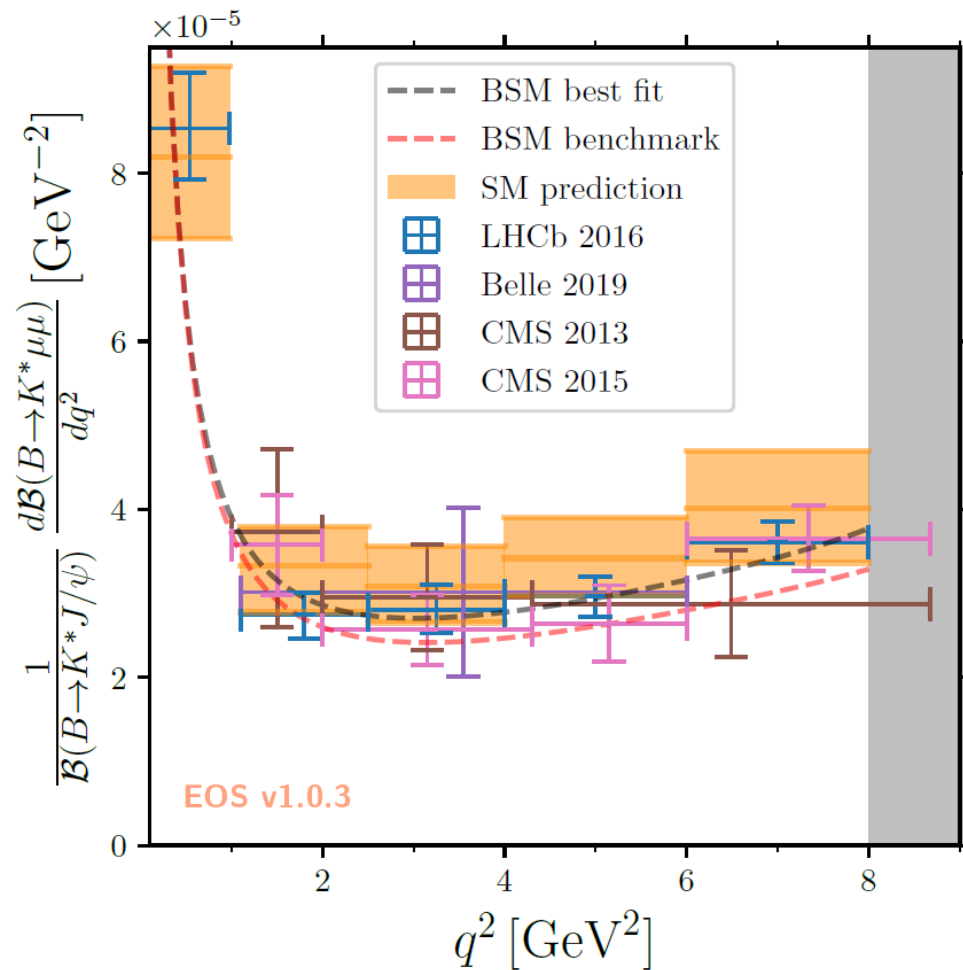 ×10⁻⁵
1/B(B→K*J/ψ) dB(B→K*μμ)/dq² [GeV⁻²]
8
6
4
2
0
BSM best fit
BSM benchmark
SM prediction
LHCb 2016
Belle 2019
CMS 2013
CMS 2015
EOS v1.0.3
2 4 6 8
q² [GeV²]